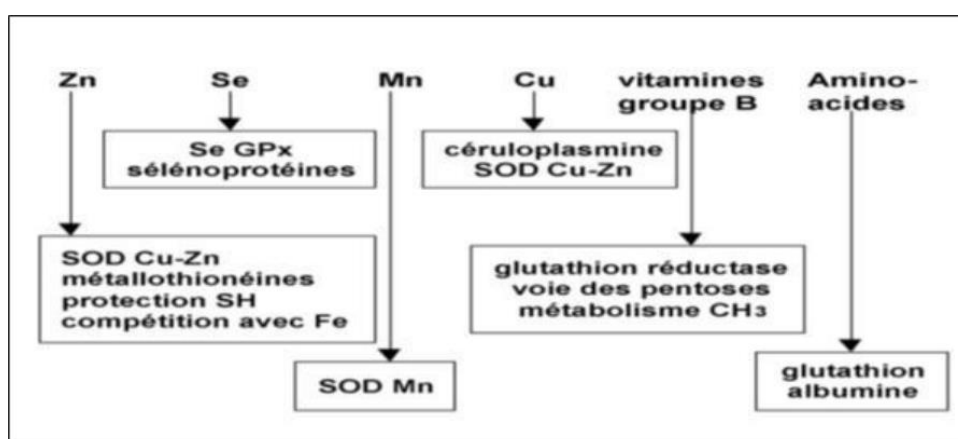 Zn
Se
Mn
Cu
vitamines
groupe B
Amino-
acides
Se GPx
sélénoprotéines
céruloplasmine
SOD Cu-Zn
SOD Cu-Zn
métallothionéines
protection SH
compétition avec Fe
glutathion réductase
voie des pentoses
métabolisme CH₃
SOD Mn
glutathion
albumine